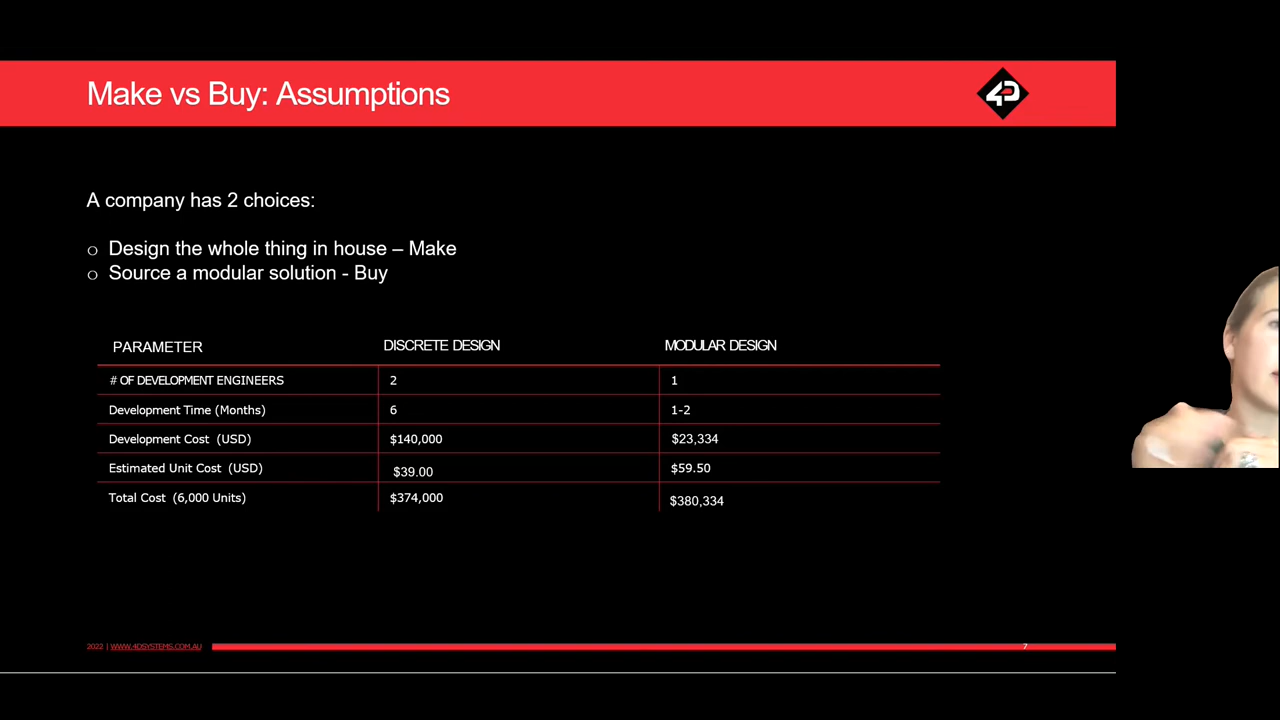 Make vs Buy: Assumptions
4D
A company has 2 choices:
o Design the whole thing in house – Make
o Source a modular solution - Buy
PARAMETER DISCRETE DESIGN MODULAR DESIGN
# OF DEVELOPMENT ENGINEERS 2 1
Development Time (Months) 6 1-2
Development Cost (USD) $140,000 $23,334
Estimated Unit Cost (USD) $39.00 $59.50
Total Cost (6,000 Units) $374,000 $380,334
2022 | WWW.4DSYSTEMS.COM.AU 7